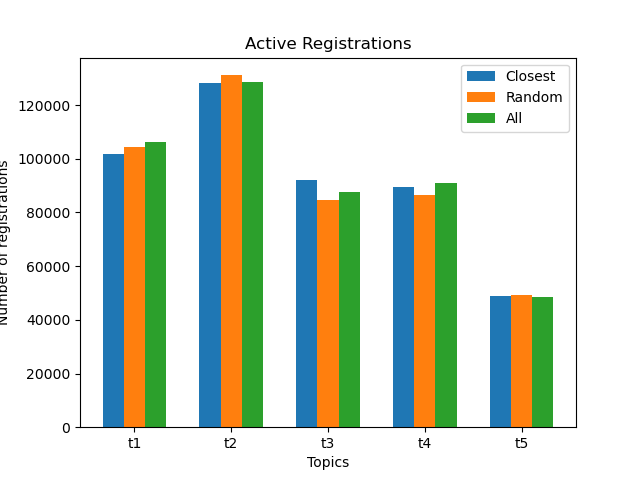 Active Registrations
Closest
Random
All
120000
100000
80000
60000
40000
20000
0
Number of registrations
t1 t2 t3 t4 t5
Topics